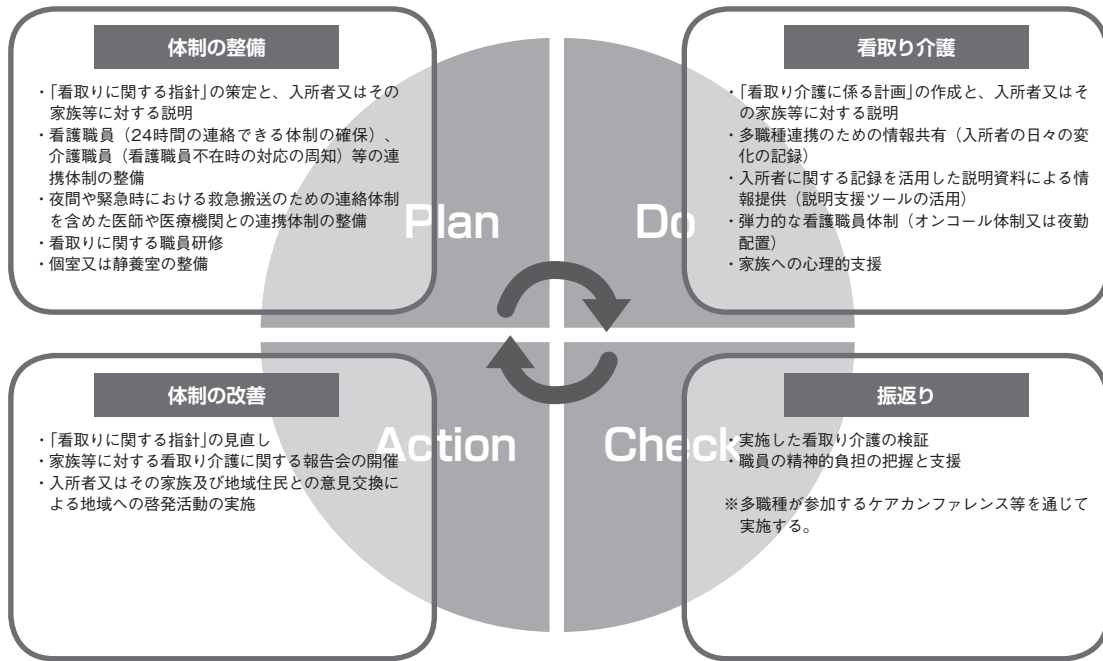 体制の整備
・「看取りに関する指針」の策定と、入所者又はその
家族等に対する説明
・看護職員（24時間の連絡できる体制の確保）、
介護職員（看護職員不在時の対応の周知）等の連
携体制の整備
・夜間や緊急時における救急搬送のための連絡体制
を含めた医師や医療機関との連携体制の整備
・看取りに関する職員研修
・個室又は静養室の整備
Plan
看取り介護
・「看取り介護に係る計画」の作成と、入所者又はそ
の家族等に対する説明
・多職種連携のための情報共有（入所者の日々の変
化の記録）
・入所者に関する記録を活用した説明資料による情
報提供（説明支援ツールの活用）
・弾力的な看護職員体制（オンコール体制又は夜勤
配置）
・家族への心理的支援
Do
体制の改善
・「看取りに関する指針」の見直し
・家族等に対する看取り介護に関する報告会の開催
・入所者又はその家族及び地域住民との意見交換に
よる地域への啓発活動の実施
Action
振返り
・実施した看取り介護の検証
・職員の精神的負担の把握と支援
※多職種が参加するケアカンファレンス等を通じて
実施する。
Check